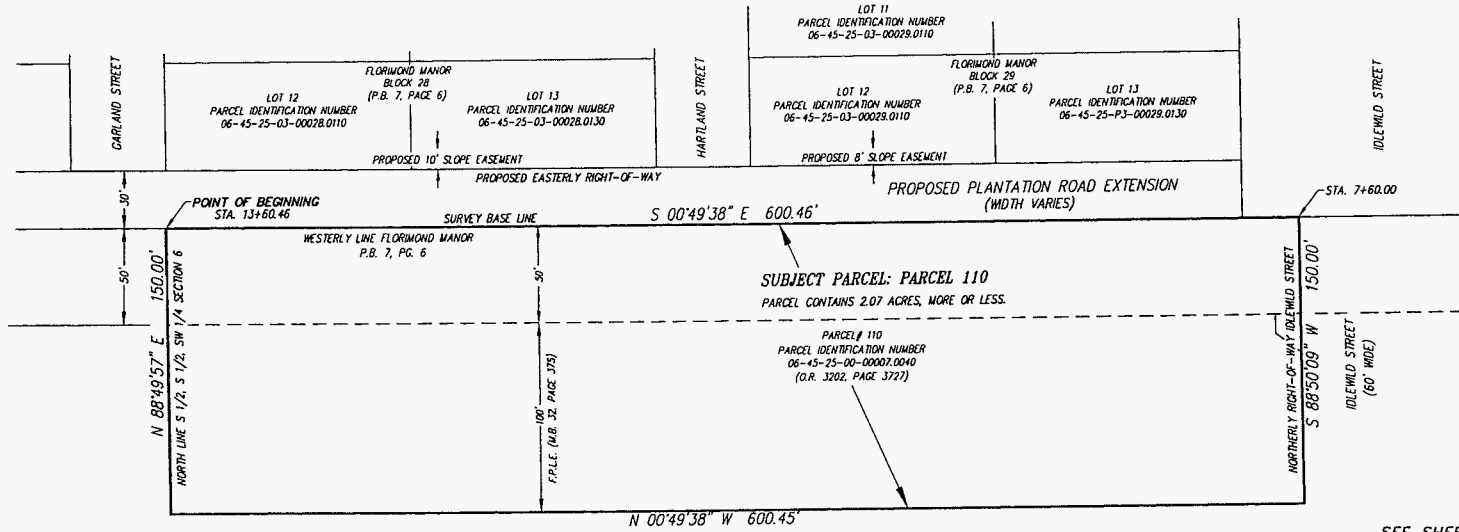 LOT 11
PARCEL IDENTIFICATION NUMBER
06-45-25-03-00029.0110
CARLAND STREET
FLORIMOND MANOR
BLOCK 28
(P.B. 7, PAGE 6)
LOT 12
PARCEL IDENTIFICATION NUMBER
06-45-25-03-00028.0110
LOT 13
PARCEL IDENTIFICATION NUMBER
06-45-25-03-00028.0130
HARTLAND STREET
FLORIMOND MANOR
BLOCK 29
(P.B. 7, PAGE 6)
LOT 12
PARCEL IDENTIFICATION NUMBER
06-45-25-03-00029.0110
LOT 13
PARCEL IDENTIFICATION NUMBER
06-45-25-P3-00029.0130
IDLEWILD STREET
PROPOSED 10' SLOPE EASEMENT
PROPOSED 8' SLOPE EASEMENT
PROPOSED EASTERLY RIGHT-OF-WAY
PROPOSED PLANTATION ROAD EXTENSION
(WIDTH VARIES)
30'
POINT OF BEGINNING
STA. 13+60.46
SURVEY BASE LINE
S 00°49'38" E 600.46'
STA. 7+60.00
WESTERLY LINE FLORIMOND MANOR
P.B. 7, PG. 6
50'
50'
N 88°49'57" E 150.00'
NORTH LINE S 1/2, S 1/2, SW 1/4 SECTION 6
SUBJECT PARCEL: PARCEL 110
PARCEL CONTAINS 2.07 ACRES, MORE OR LESS.
PARCEL# 110
PARCEL IDENTIFICATION NUMBER
06-45-25-00-00007.0040
(O.R. 3202, PAGE 3727)
100'
F.P.L.E. (M.B. 32, PAGE 375)
NORTHERLY RIGHT-OF-WAY IDLEWILD STREET
S 88°50'09" W 150.00'
IDLEWILD STREET
(60' WIDE)
N 00°49'38" W 600.45'